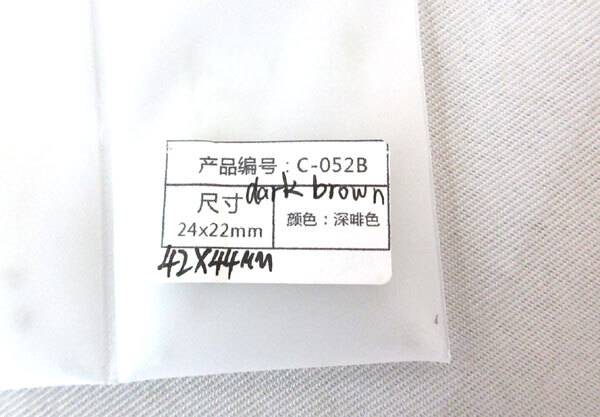 产品编号：C-052B
dark brown
尺寸
24x22mm
颜色：深啡色
42X44MM